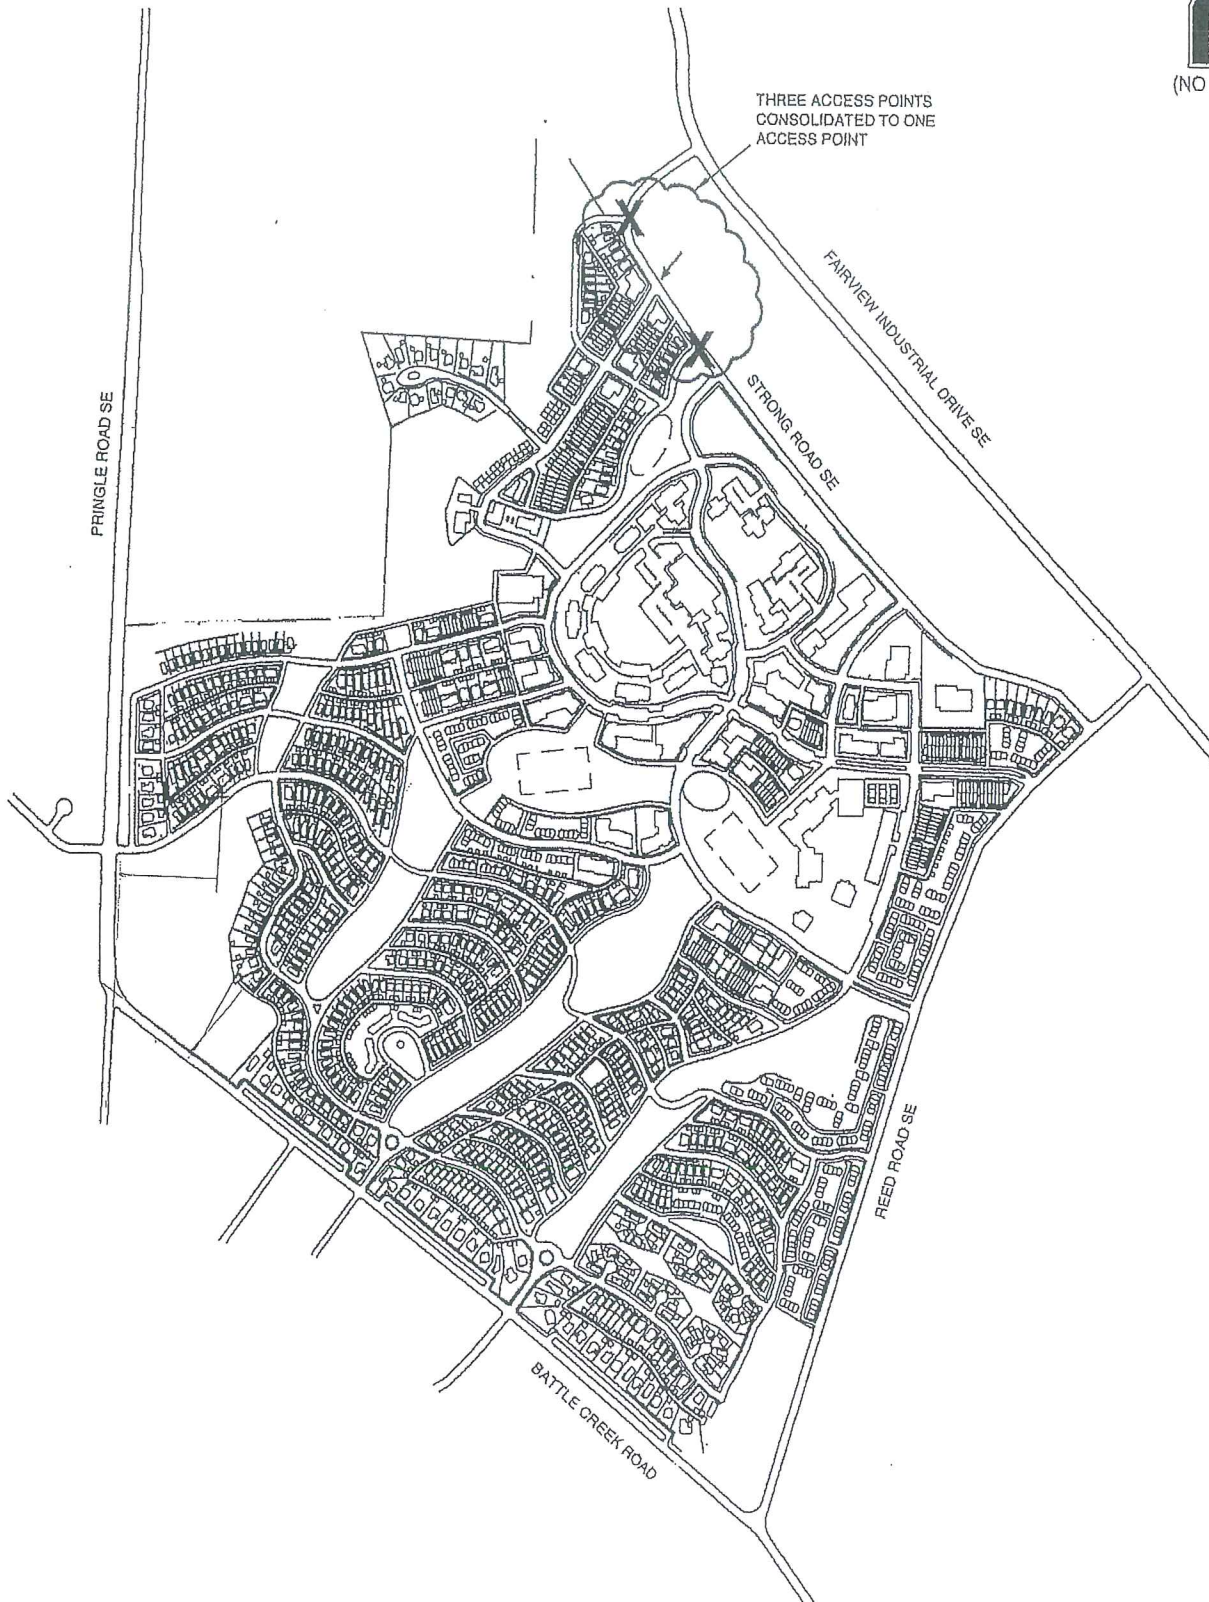 (NO
THREE ACCESS POINTS
CONSOLIDATED TO ONE
ACCESS POINT
X
FAIRVIEW INDUSTRIAL DRIVE SE
X
STRONG ROAD SE
PRINGLE ROAD SE
REED ROAD SE
BATTLE CREEK ROAD